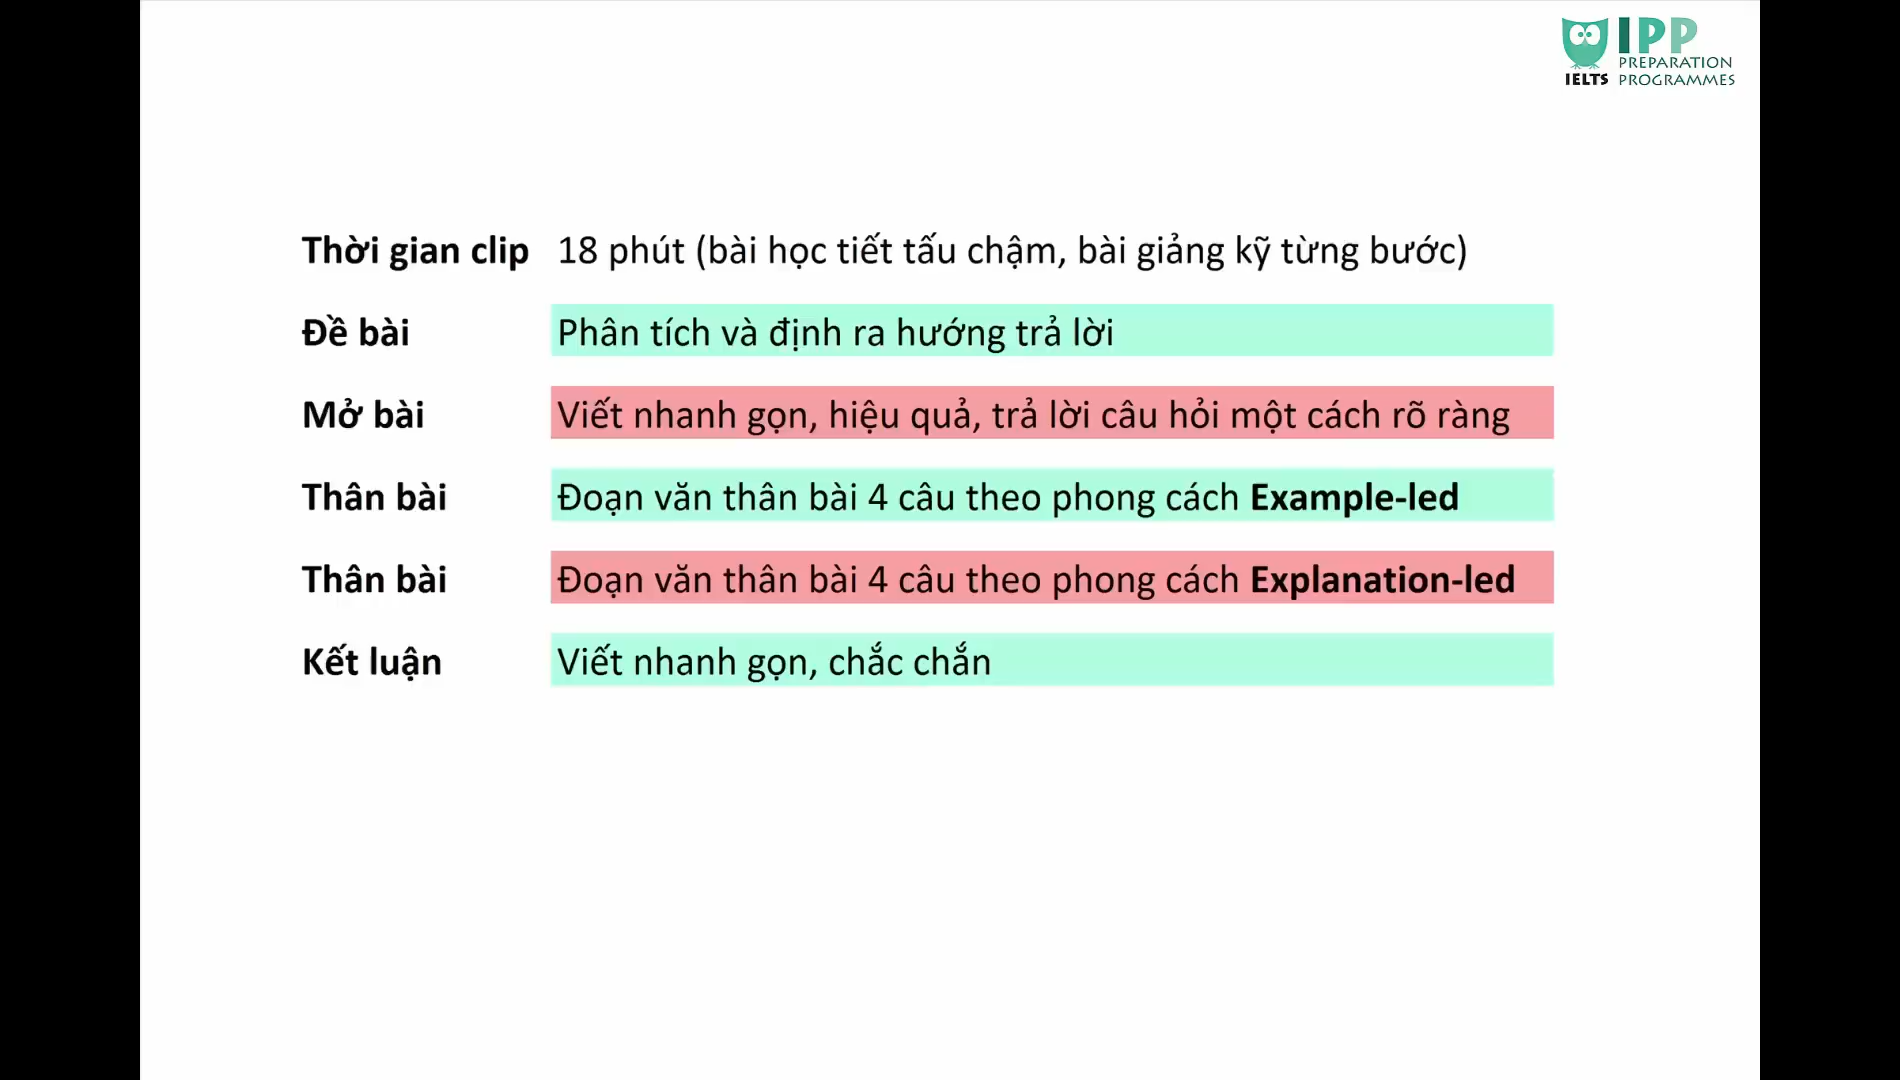 IPP
PREPARATION
IELTS PROGRAMMES
Thời gian clip 18 phút (bài học tiết tấu chậm, bài giảng kỹ từng bước)
Đề bài Phân tích và định ra hướng trả lời
Mở bài Viết nhanh gọn, hiệu quả, trả lời câu hỏi một cách rõ ràng
Thân bài Đoạn văn thân bài 4 câu theo phong cách Example-led
Thân bài Đoạn văn thân bài 4 câu theo phong cách Explanation-led
Kết luận Viết nhanh gọn, chắc chắn